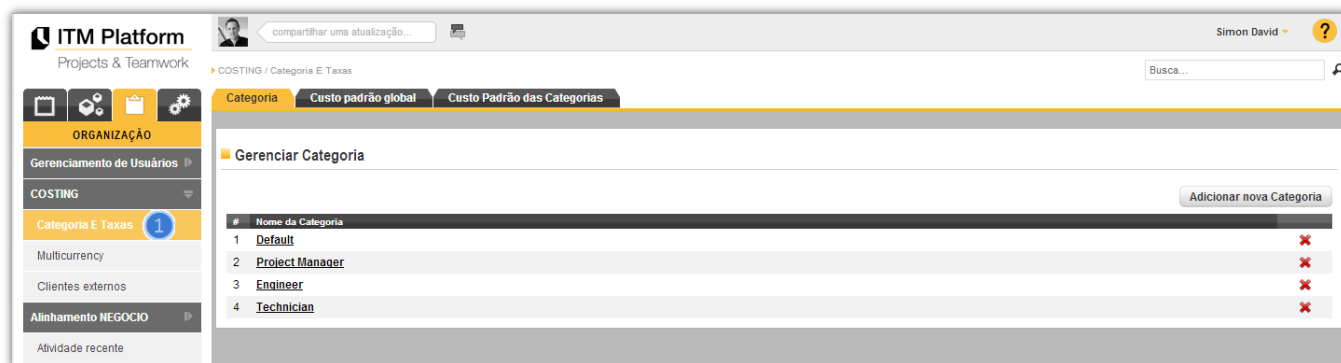 ITM Platform
Projects & Teamwork
compartilhar uma atualização...
Simon David
?
COSTING / Categoria E Taxas
Busca...
Categoria
Custo padrão global
Custo Padrão das Categorias
ORGANIZAÇÃO
Gerenciamento de Usuários
COSTING
Categoria E Taxas
1
Multicurrency
Clientes externos
Alinhamento NEGOCIO
Atividade recente
Gerenciar Categoria
Adicionar nova Categoria
# Nome da Categoria
1 Default
2 Project Manager
3 Engineer
4 Technician